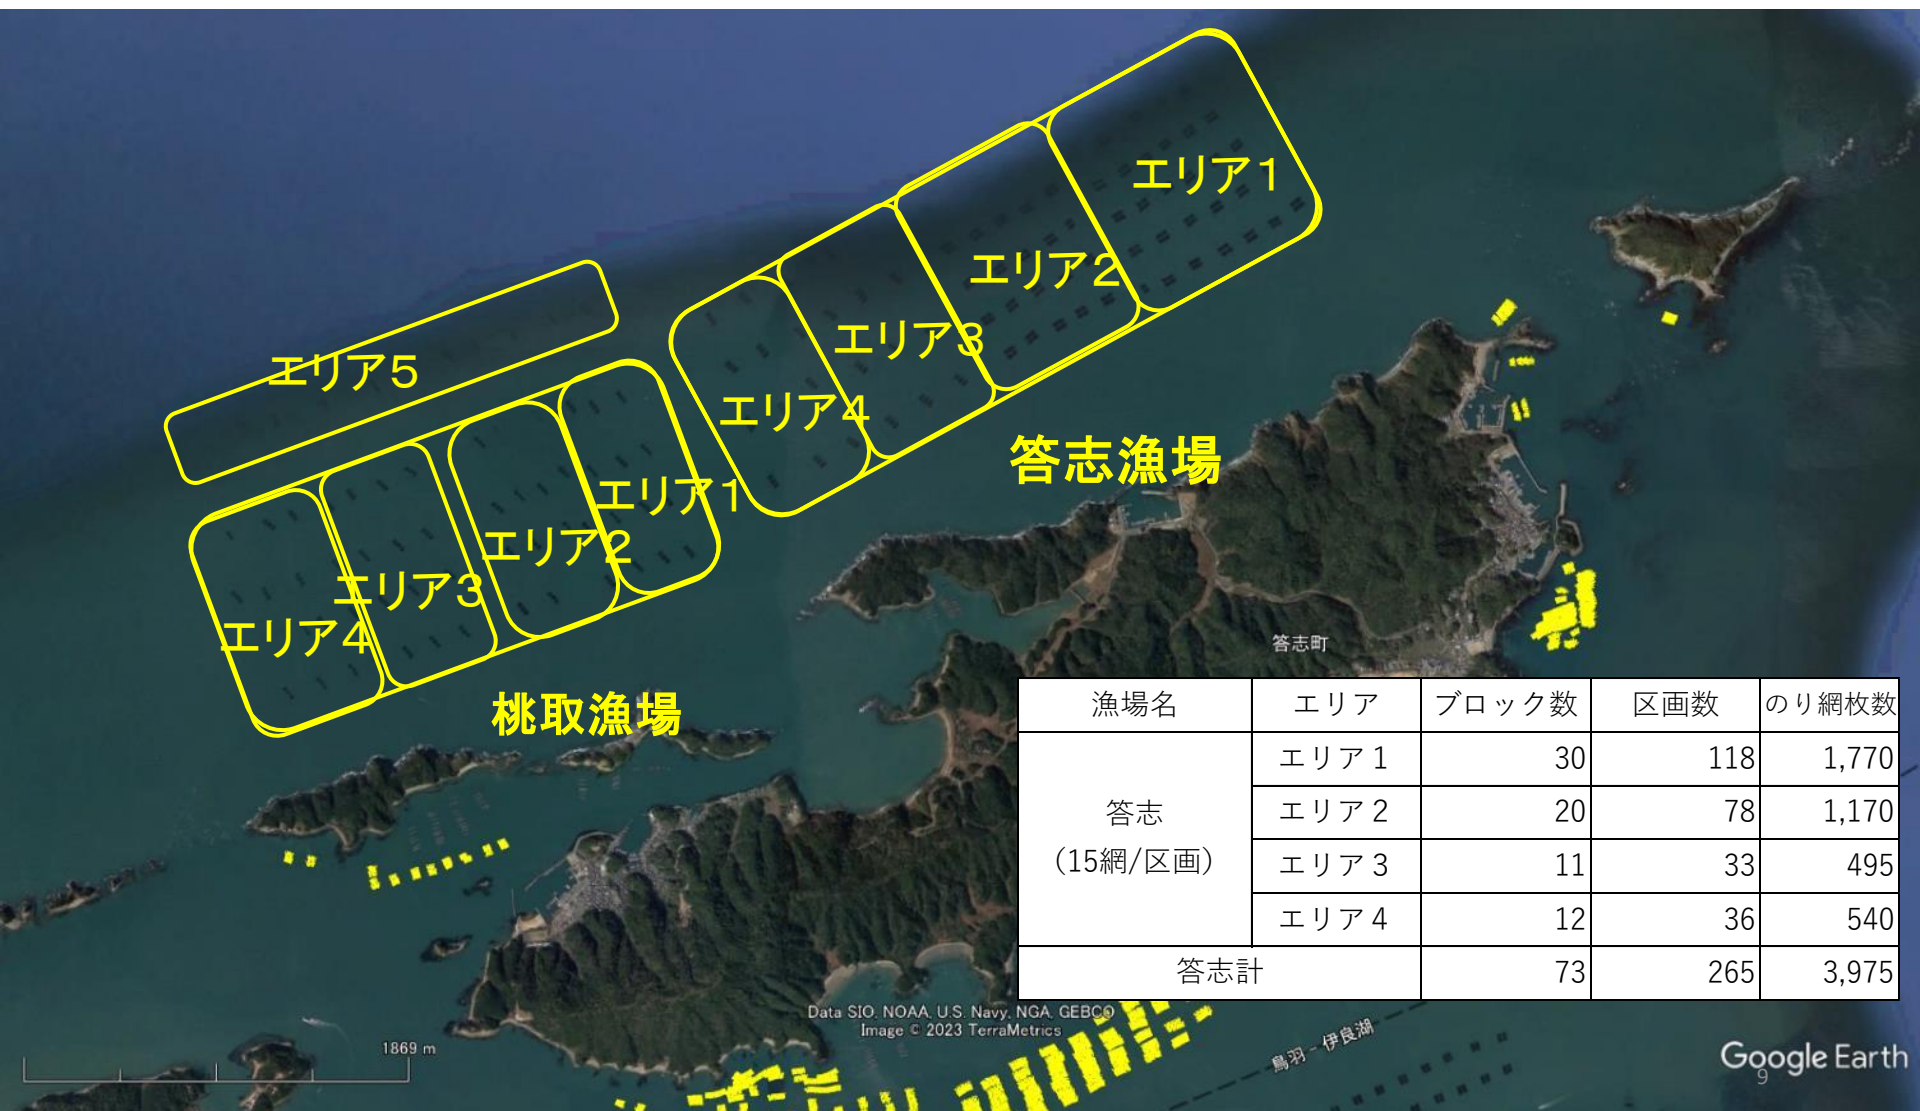 エリア1
エリア2
エリア3
エリア4
答志漁場
エリア5
エリア1
エリア2
エリア3
エリア4
桃取漁場
答志町
漁場名 エリア ブロック数 区画数 のり網枚数
答志
(15網/区画)
エリア1 30 118 1,770
エリア2 20 78 1,170
エリア3 11 33 495
エリア4 12 36 540
答志計 73 265 3,975
Data SIO, NOAA, U.S. Navy, NGA, GEBCO
Image © 2023 TerraMetrics
1869 m
鳥羽-伊良湖
Google Earth
9